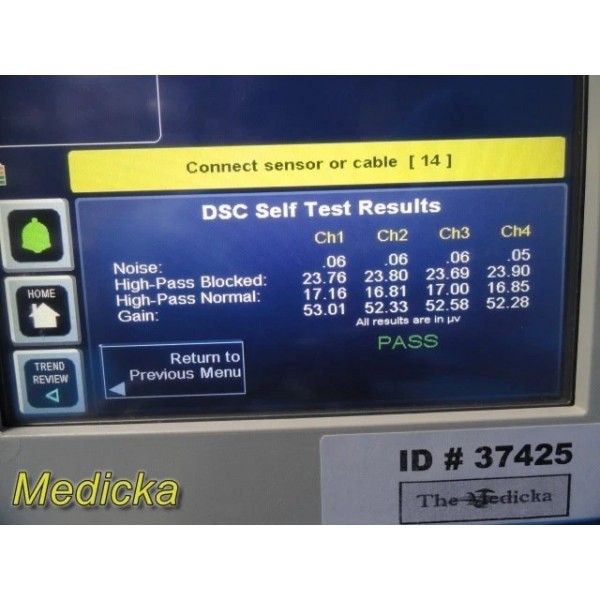 Connect sensor or cable [ 14 ]
DSC Self Test Results
Ch1 Ch2 Ch3 Ch4
Noise: .06 .06 .06 .05
High-Pass Blocked: 23.76 23.80 23.69 23.90
High-Pass Normal: 17.16 16.81 17.00 16.85
Gain: 53.01 52.33 52.58 52.28
All results are in µv
PASS
HOME
Return to
Previous Menu
TREND
REVIEW
ID # 37425
The Medicka
Medicka